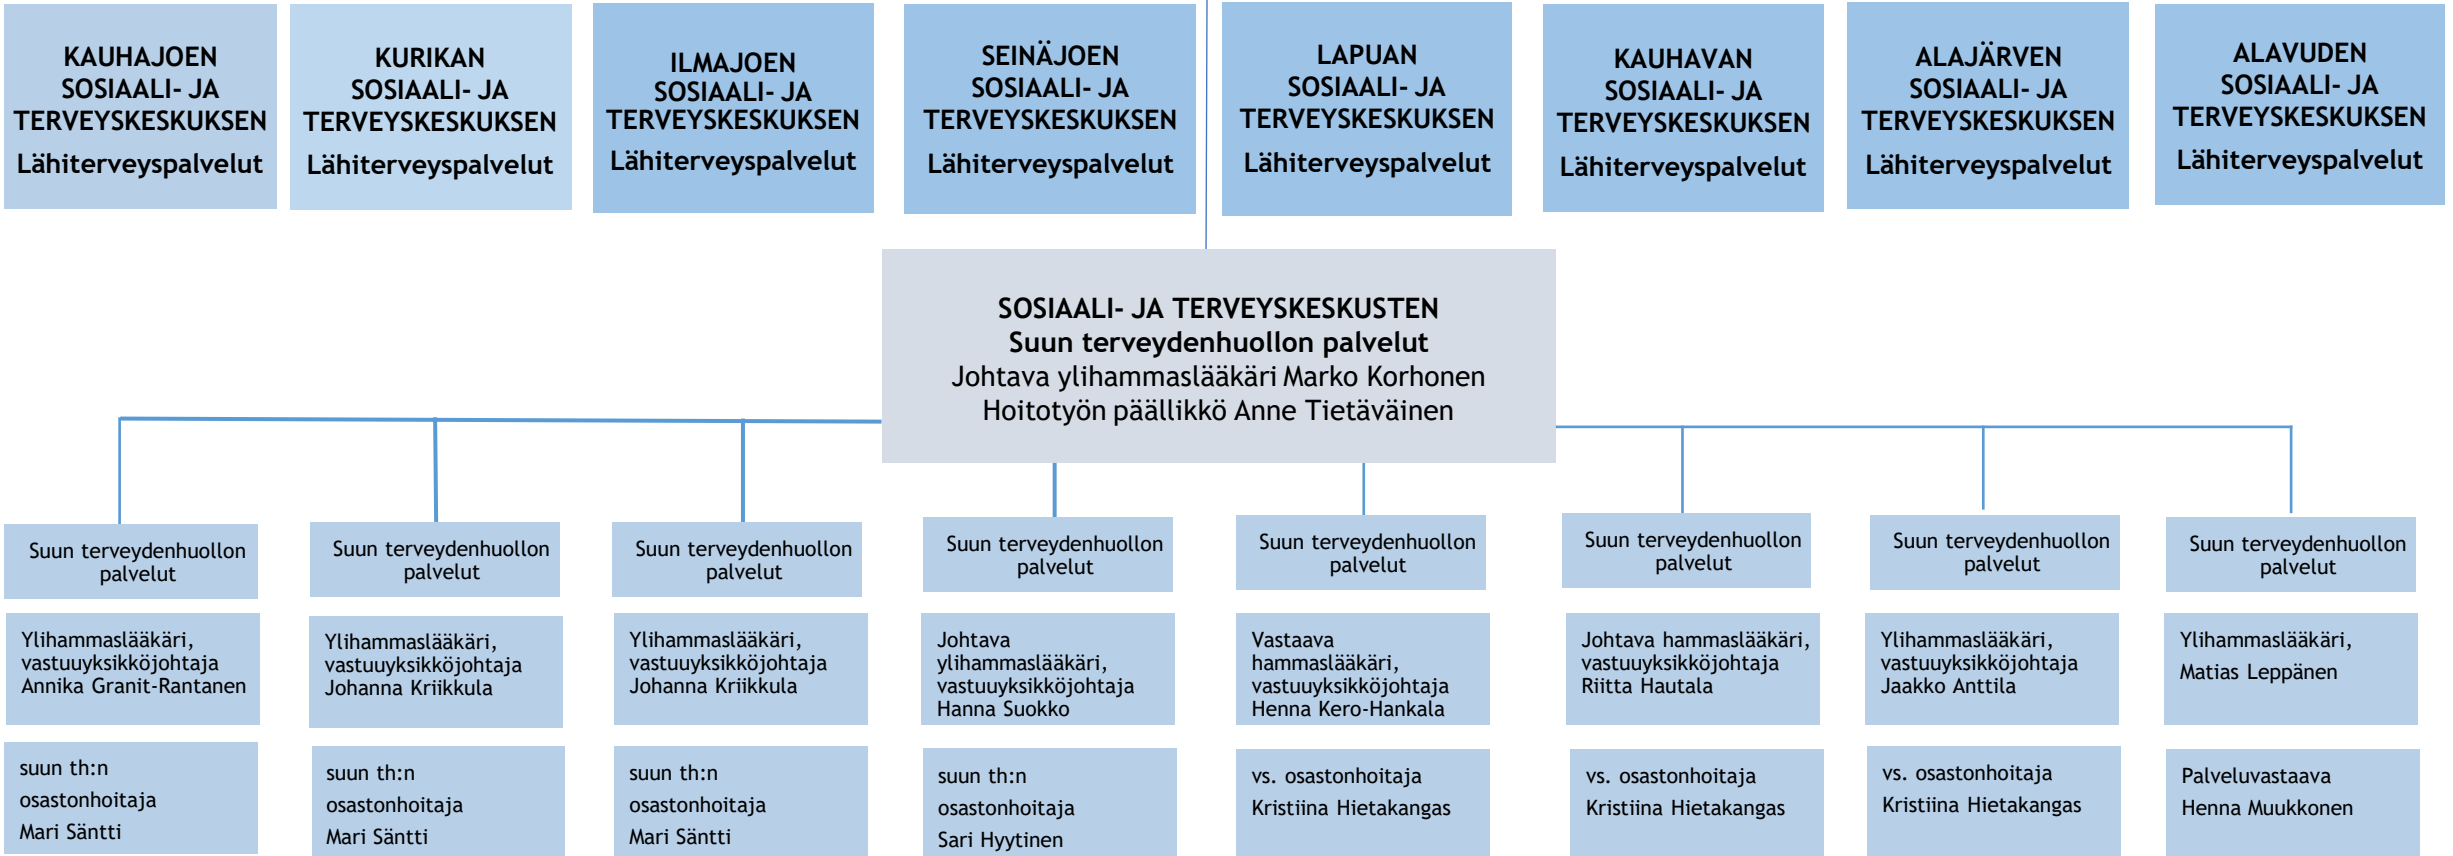 KAUHAJOEN
SOSIAALI- JA
TERVEYSKESKUKSEN
Lähiterveyspalvelut
KURIKAN
SOSIAALI- JA
TERVEYSKESKUKSEN
Lähiterveyspalvelut
ILMAJOEN
SOSIAALI- JA
TERVEYSKESKUKSEN
Lähiterveyspalvelut
SEINÄJOEN
SOSIAALI- JA
TERVEYSKESKUKSEN
Lähiterveyspalvelut
LAPUAN
SOSIAALI- JA
TERVEYSKESKUKSEN
Lähiterveyspalvelut
KAUHAVAN
SOSIAALI- JA
TERVEYSKESKUKSEN
Lähiterveyspalvelut
ALAJÄRVEN
SOSIAALI- JA
TERVEYSKESKUKSEN
Lähiterveyspalvelut
ALAVUDEN
SOSIAALI- JA
TERVEYSKESKUKSEN
Lähiterveyspalvelut
SOSIAALI- JA TERVEYSKESKUSTEN
Suun terveydenhuollon palvelut
Johtava ylihammaslääkäri Marko Korhonen
Hoitotyön päällikkö Anne Tietäväinen
Suun terveydenhuollon
palvelut
Suun terveydenhuollon
palvelut
Suun terveydenhuollon
palvelut
Suun terveydenhuollon
palvelut
Suun terveydenhuollon
palvelut
Suun terveydenhuollon
palvelut
Suun terveydenhuollon
palvelut
Suun terveydenhuollon
palvelut
Ylihammaslääkäri,
vastuuyksikköjohtaja
Annika Granit-Rantanen
Ylihammaslääkäri,
vastuuyksikköjohtaja
Johanna Kriikkula
Ylihammaslääkäri,
vastuuyksikköjohtaja
Johanna Kriikkula
Johtava
ylihammaslääkäri,
vastuuyksikköjohtaja
Hanna Suokko
Vastaava
hammaslääkäri,
vastuuyksikköjohtaja
Henna Kero-Hankala
Johtava hammaslääkäri,
vastuuyksikköjohtaja
Riitta Hautala
Ylihammaslääkäri,
vastuuyksikköjohtaja
Jaakko Anttila
Ylihammaslääkäri,
Matias Leppänen
suun th:n
osastonhoitaja
Mari Säntti
suun th:n
osastonhoitaja
Mari Säntti
suun th:n
osastonhoitaja
Mari Säntti
suun th:n
osastonhoitaja
Sari Hyytinen
vs. osastonhoitaja
Kristiina Hietakangas
vs. osastonhoitaja
Kristiina Hietakangas
vs. osastonhoitaja
Kristiina Hietakangas
Palveluvastaava
Henna Muukkonen